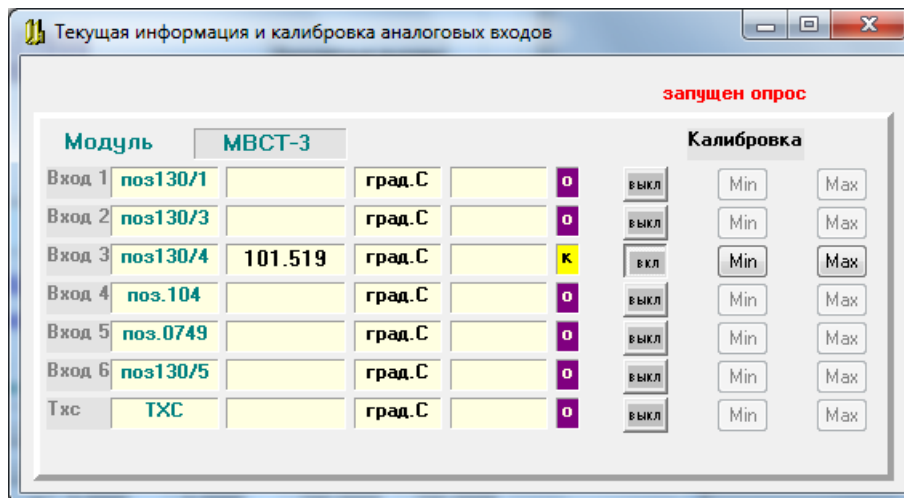 Текущая информация и калибровка аналоговых входов
запущен опрос
Модуль МВСТ-3 Калибровка
Вход 1 поз130/1 град.С о выкл Min Max
Вход 2 поз130/3 град.С о выкл Min Max
Вход 3 поз130/4 101.519 град.С к вкл Min Max
Вход 4 поз.104 град.С о выкл Min Max
Вход 5 поз.0749 град.С о выкл Min Max
Вход 6 поз130/5 град.С о выкл Min Max
Тхс ТХС град.С о выкл Min Max